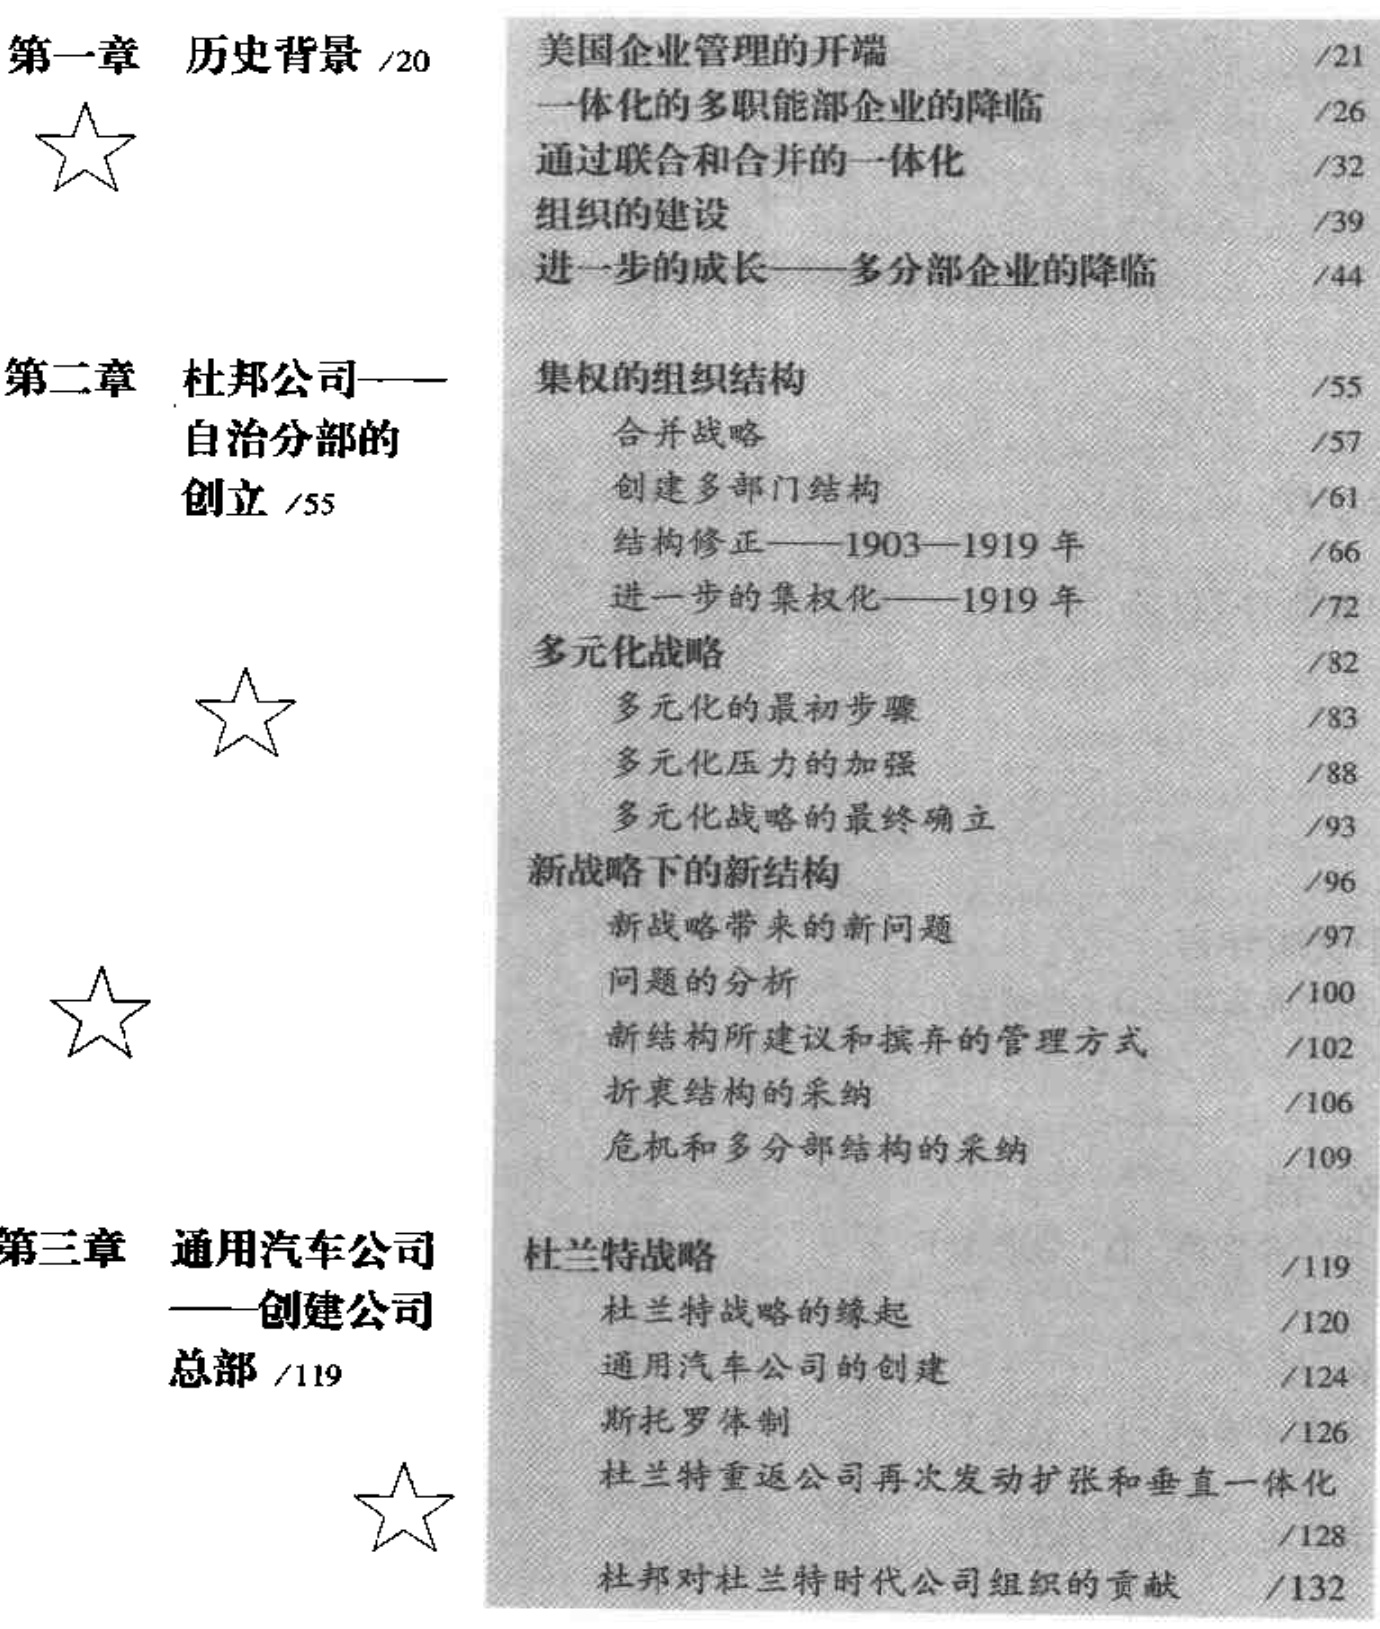 第一章 历史背景 /20
美国企业管理的开端 /21
一体化的多职能部企业的降临 /26
通过联合和合并的一体化 /32
组织的建设 /39
进一步的成长——多分部企业的降临 /44
第二章 杜邦公司——
自治分部的
创立 /55
集权的组织结构 /55
合并战略 /57
创建多部门结构 /61
结构修正——1903—1919 年 /66
进一步的集权化——1919 年 /72
多元化战略 /82
多元化的最初步骤 /83
多元化压力的加强 /88
多元化战略的最终确立 /93
新战略下的新结构 /96
新战略带来的新问题 /97
问题的分析 /100
新结构所建议和摈弃的管理方式 /102
折衷结构的采纳 /106
危机和多分部结构的采纳 /109
第三章 通用汽车公司
——创建公司
总部 /119
杜兰特战略 /119
杜兰特战略的缘起 /120
通用汽车公司的创建 /124
斯托罗体制 /126
杜兰特重返公司再次发动扩张和垂直一体化
/128
杜邦对杜兰特时代公司组织的贡献 /132